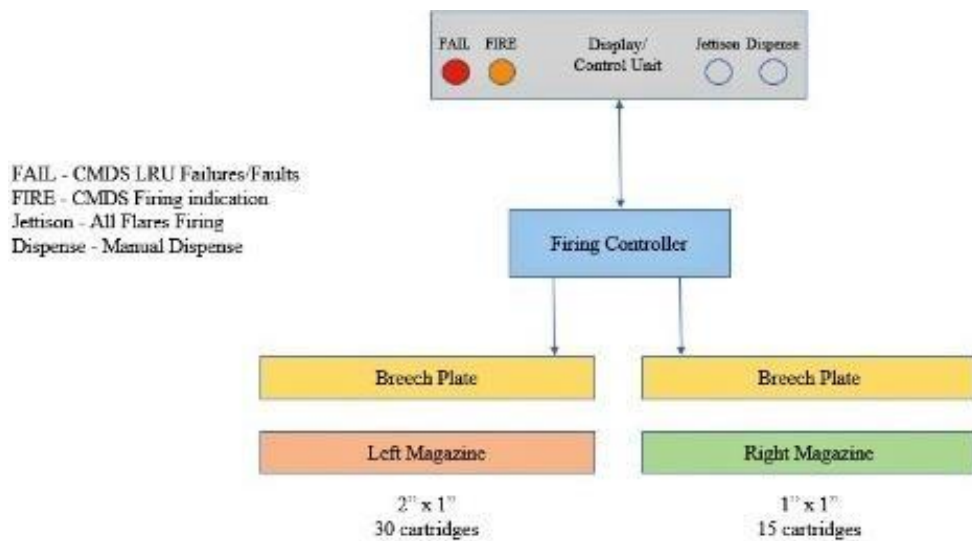 FAIL FIRE Display/ Jettison Dispense
Control Unit
FAIL - CMDS LRU Failures/Faults
FIRE - CMDS Firing indication
Jettison - All Flares Firing
Dispense - Manual Dispense
Firing Controller
Breech Plate Breech Plate
Left Magazine Right Magazine
2” x 1” 1” x 1”
30 cartridges 15 cartridges